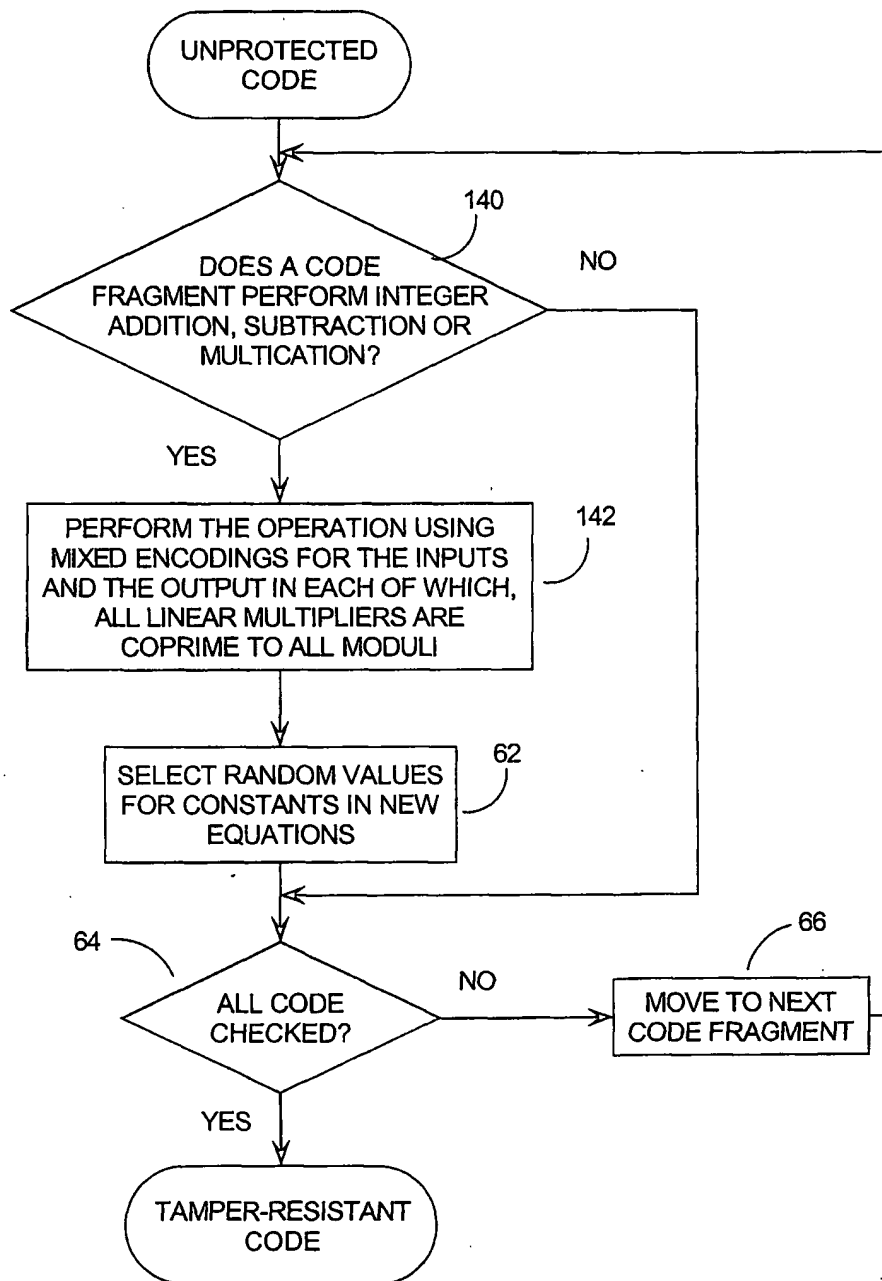 UNPROTECTED
CODE
140
DOES A CODE
FRAGMENT PERFORM INTEGER
ADDITION, SUBTRACTION OR
MULTICATION?
NO
YES
PERFORM THE OPERATION USING
MIXED ENCODINGS FOR THE INPUTS
AND THE OUTPUT IN EACH OF WHICH,
ALL LINEAR MULTIPLIERS ARE
COPRIME TO ALL MODULI
142
SELECT RANDOM VALUES
FOR CONSTANTS IN NEW
EQUATIONS
62
64
ALL CODE
CHECKED?
NO
66
MOVE TO NEXT
CODE FRAGMENT
YES
TAMPER-RESISTANT
CODE